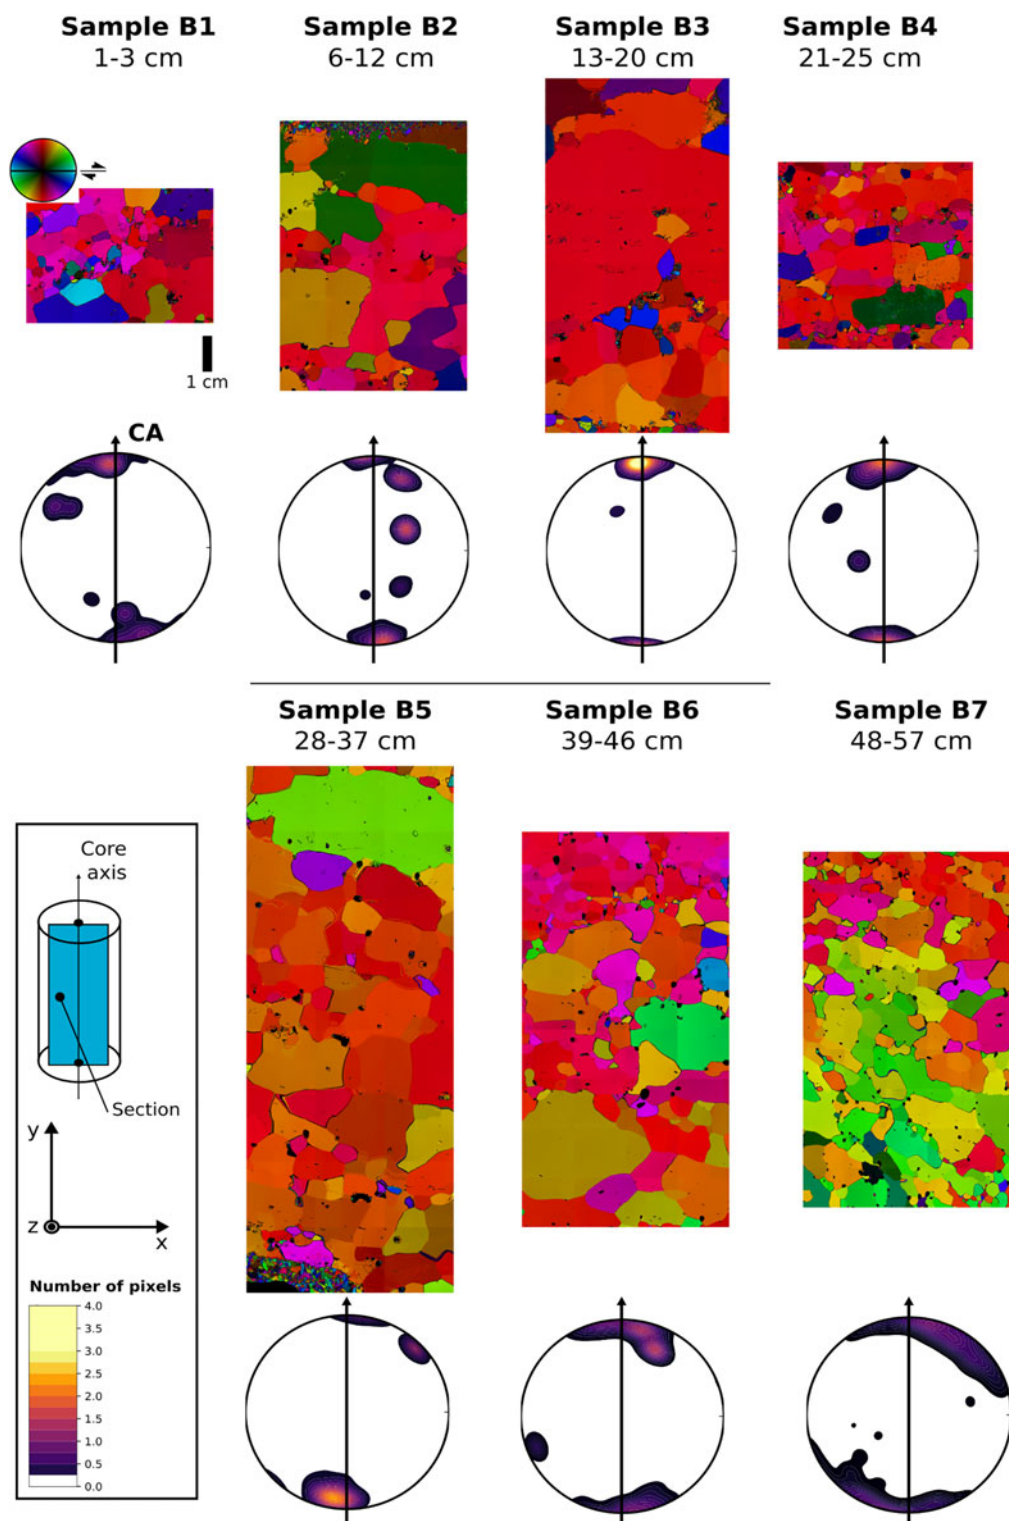 Sample B1
1-3 cm
Sample B2
6-12 cm
Sample B3
13-20 cm
Sample B4
21-25 cm
1 cm
CA
Sample B5
28-37 cm
Sample B6
39-46 cm
Sample B7
48-57 cm
Core
axis
Section
y
z
x
Number of pixels
4.0
3.5
3.0
2.5
2.0
1.5
1.0
0.5
0.0